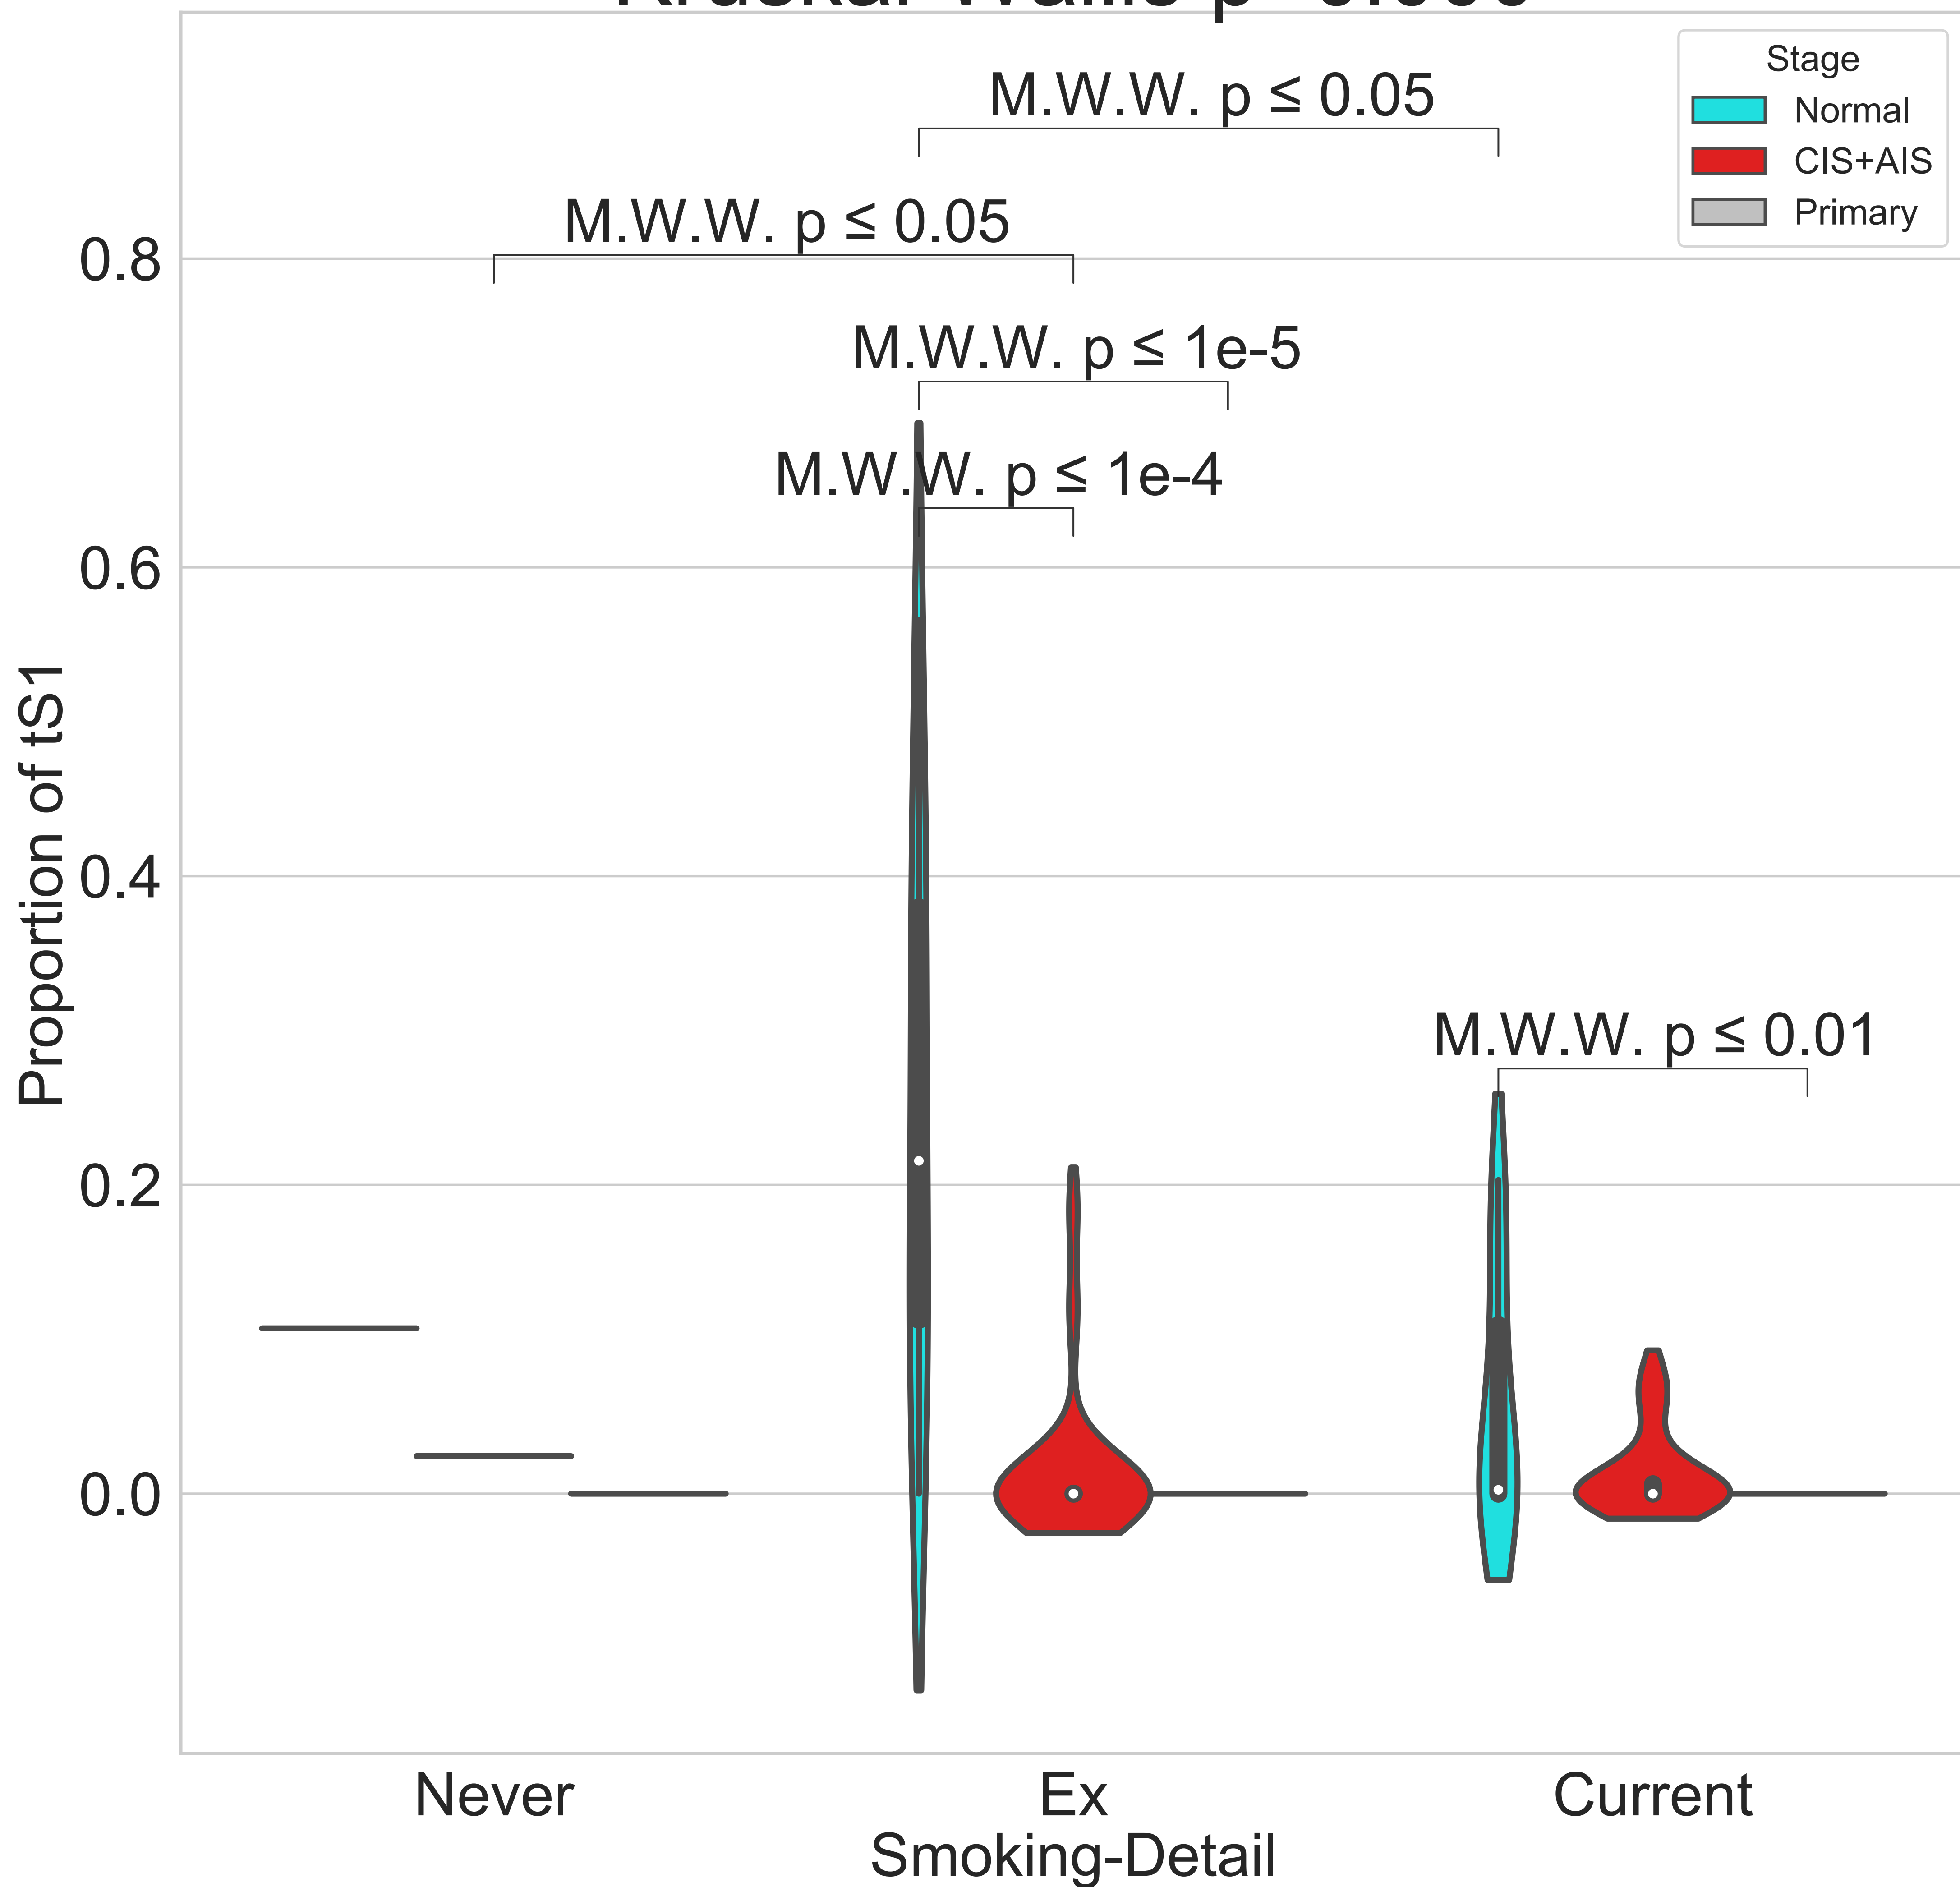 Stage
Normal
CIS+AIS
Primary
M.W.W. p ≤ 0.05
M.W.W. p ≤ 0.05
M.W.W. p ≤ 1e-5
M.W.W. p ≤ 1e-4
M.W.W. p ≤ 0.01
Proportion of tS1
0.8
0.6
0.4
0.2
0.0
Never
Ex
Current
Smoking-Detail